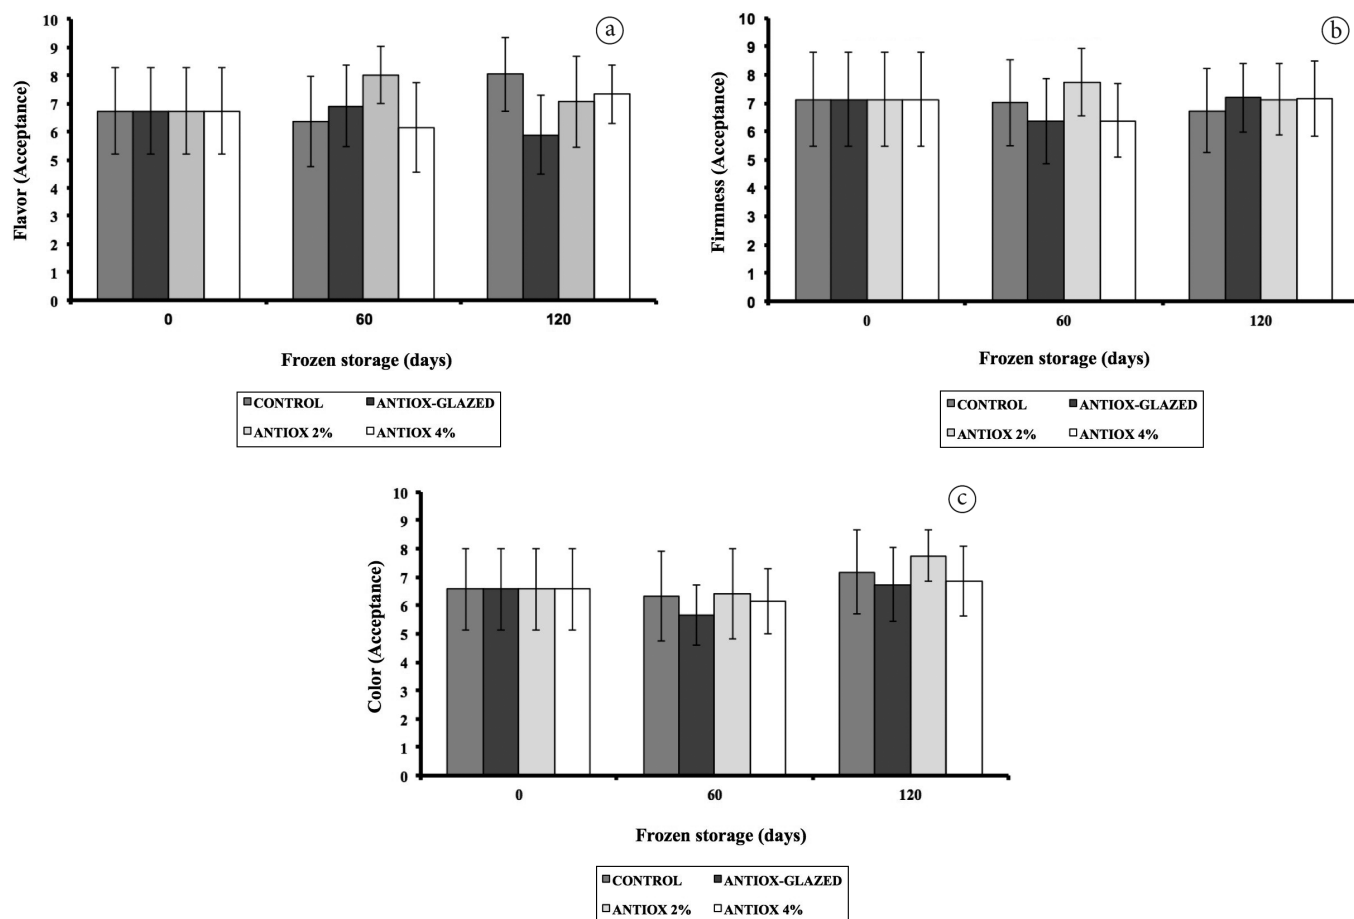 a
Flavor (Acceptance)
10
9
8
7
6
5
4
3
2
1
0
0 60 120
Frozen storage (days)
CONTROL ANTIOX-GLAZED
ANTIOX 2% ANTIOX 4%
b
Firmness (Acceptance)
10
9
8
7
6
5
4
3
2
1
0
0 60 120
Frozen storage (days)
CONTROL ANTIOX-GLAZED
ANTIOX 2% ANTIOX 4%
c
Color (Acceptance)
10
9
8
7
6
5
4
3
2
1
0
0 60 120
Frozen storage (days)
CONTROL ANTIOX-GLAZED
ANTIOX 2% ANTIOX 4%